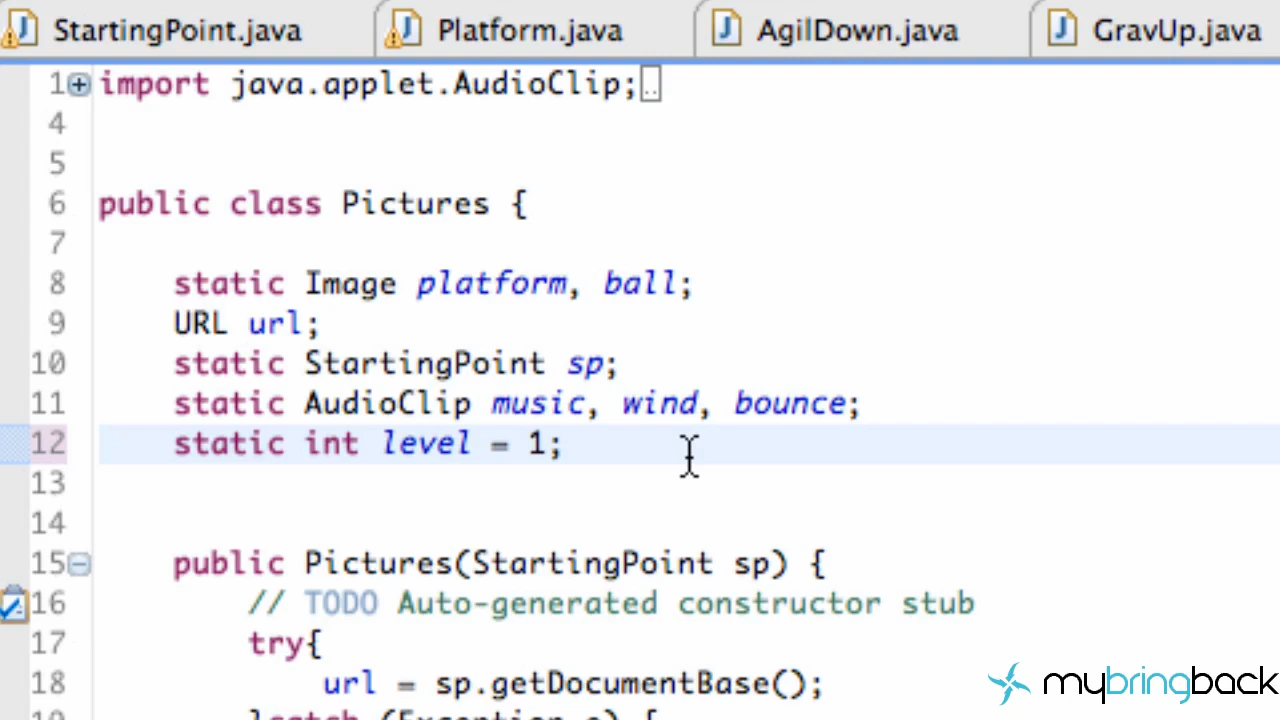 StartingPoint.java Platform.java AgilDown.java GravUp.java
1 import java.applet.AudioClip;
4
5
6 public class Pictures {
7
8 static Image platform, ball;
9 URL url;
10 static StartingPoint sp;
11 static AudioClip music, wind, bounce;
12 static int level = 1;
13
14
15 public Pictures(StartingPoint sp) {
16 // TODO Auto-generated constructor stub
17 try{
18 url = sp.getDocumentBase();
mybringback